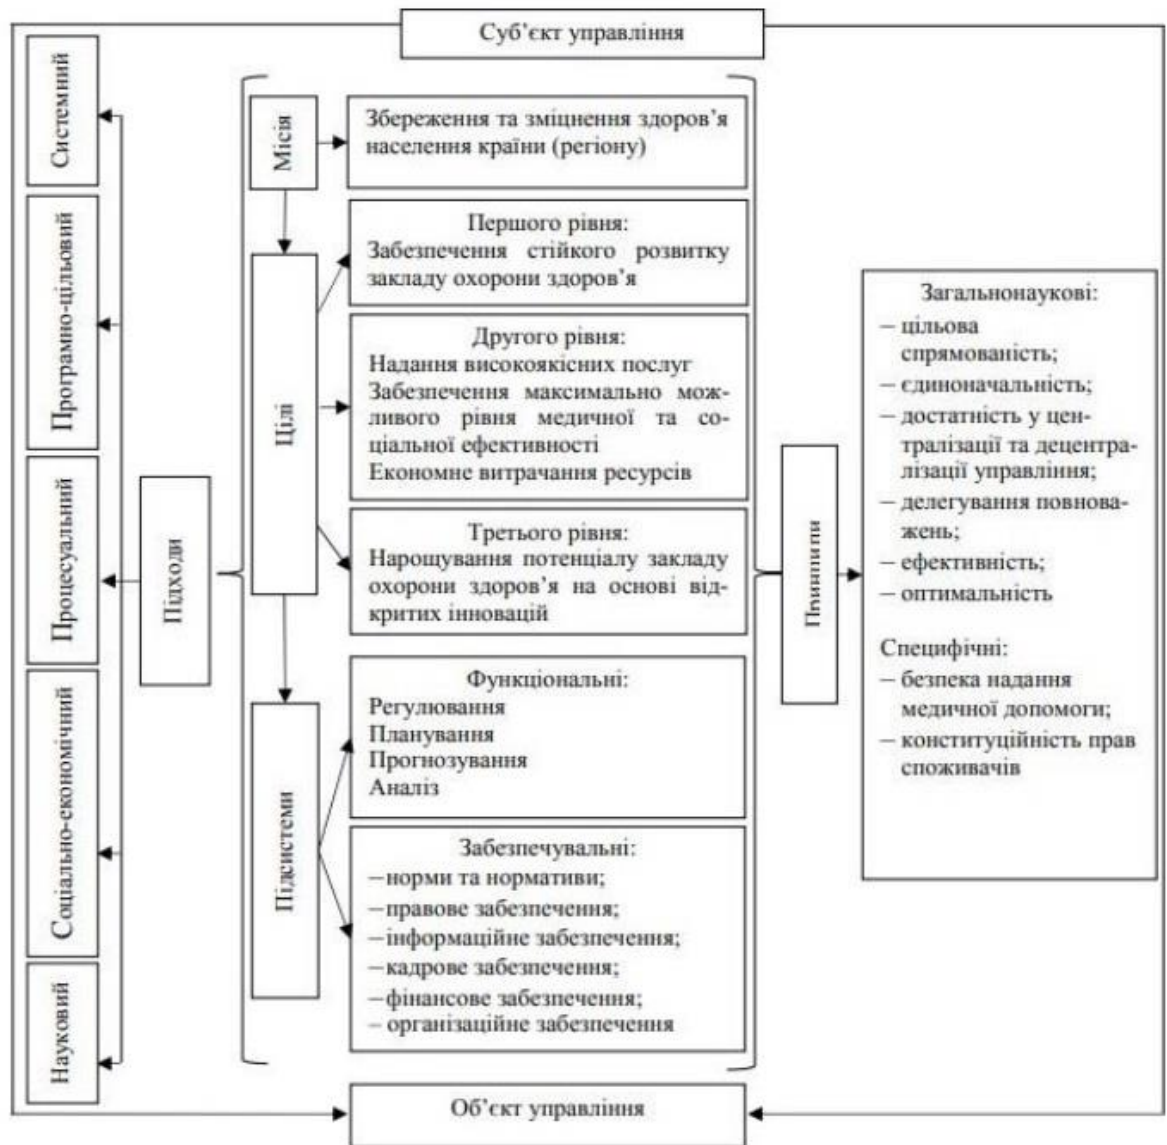 Суб’єкт управління
Системний
Програмно-цільовий
Процесуальний
Соціально-економічний
Науковий
Підходи
Місія
Збереження та зміцнення здоров’я
населення країни (регіону)
Цілі
Першого рівня:
Забезпечення стійкого розвитку
закладу охорони здоров’я
Другого рівня:
Надання високоякісних послуг
Забезпечення максимально мож-
ливого рівня медичної та со-
ціальної ефективності
Економне витрачання ресурсів
Третього рівня:
Нарощування потенціалу закладу
охорони здоров’я на основі від-
критих інновацій
Підсистеми
Функціональні:
Регулювання
Планування
Прогнозування
Аналіз
Забезпечувальні:
–норми та нормативи;
–правове забезпечення;
–інформаційне забезпечення;
–кадрове забезпечення;
–фінансове забезпечення;
– організаційне забезпечення
Принципи
Загальнонаукові:
– цільова
спрямованість;
– єдиноначальність;
– достатність у цен-
тралізації та децентра-
лізації управління;
– делегування повнова-
жень;
– ефективність;
– оптимальність
Специфічні:
– безпека надання
медичної допомоги;
– конституційність прав
споживачів
Об’єкт управління